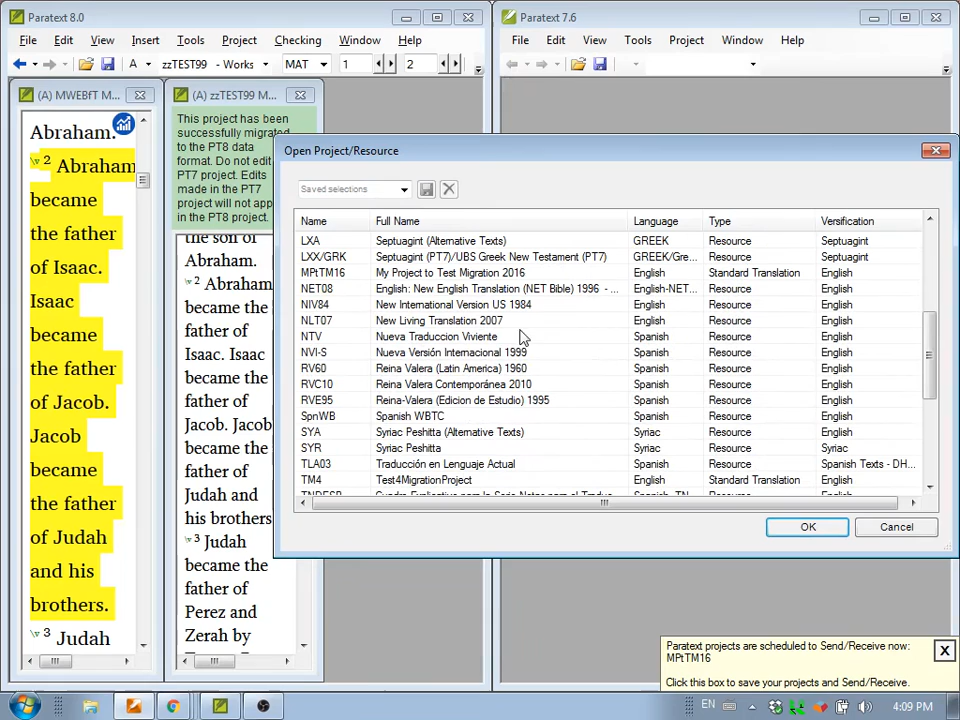 Paratext 8.0
File Edit View Insert Tools Project Checking Window Help
A zzTEST99 - Works MAT 1 2
(A) MWEBfT M...
Abraham.
\v 2 Abraham
became
the father
of Isaac.
Isaac
became
the father
of Jacob.
Jacob
became
the father
of Judah
and his
brothers.
\v 3 Judah
(A) zzTEST99 M...
This project has been
successfully migrated
to the PT8 data
format. Do not edit
PT7 project. Edits
made in the PT7
project will not app
in the PT8 project.
the son of
Abraham.
\v 2 Abraham
became the
father of
Isaac. Isaac
became the
father of
Jacob. Jacob
became the
father of
Judah and
his brothers
\v 3 Judah
became the
father of
Perez and
Zerah by
Paratext 7.6
File Edit View Tools Project Window Help
Open Project/Resource
Saved selections
Name Full Name Language Type Versification
LXA Septuagint (Alternative Texts) GREEK Resource Septuagint
LXX/GRK Septuagint (PT7)/UBS Greek New Testament (PT7) GREEK/Gre... Resource Septuagint
MPtTM16 My Project to Test Migration 2016 English Standard Translation English
NET08 English: New English Translation (NET Bible) 1996 - ... English-NET... Resource English
NIV84 New International Version US 1984 English Resource English
NLT07 New Living Translation 2007 English Resource English
NTV Nueva Traduccion Viviente Spanish Resource English
NVI-S Nueva Versión Internacional 1999 Spanish Resource English
RV60 Reina Valera (Latin America) 1960 Spanish Resource English
RVC10 Reina Valera Contemporánea 2010 Spanish Resource English
RVE95 Reina-Valera (Edicion de Estudio) 1995 Spanish Resource English
SpnWB Spanish WBTC Spanish Resource English
SYA Syriac Peshitta (Alternative Texts) Syriac Resource English
SYR Syriac Peshitta Syriac Resource Syriac
TLA03 Traducción en Lenguaje Actual Spanish Resource Spanish Texts - DH...
TM4 Test4MigrationProject English Standard Translation English
OK Cancel
Paratext projects are scheduled to Send/Receive now:
MPtTM16
X
Click this box to save your projects and Send/Receive.
EN 4:09 PM